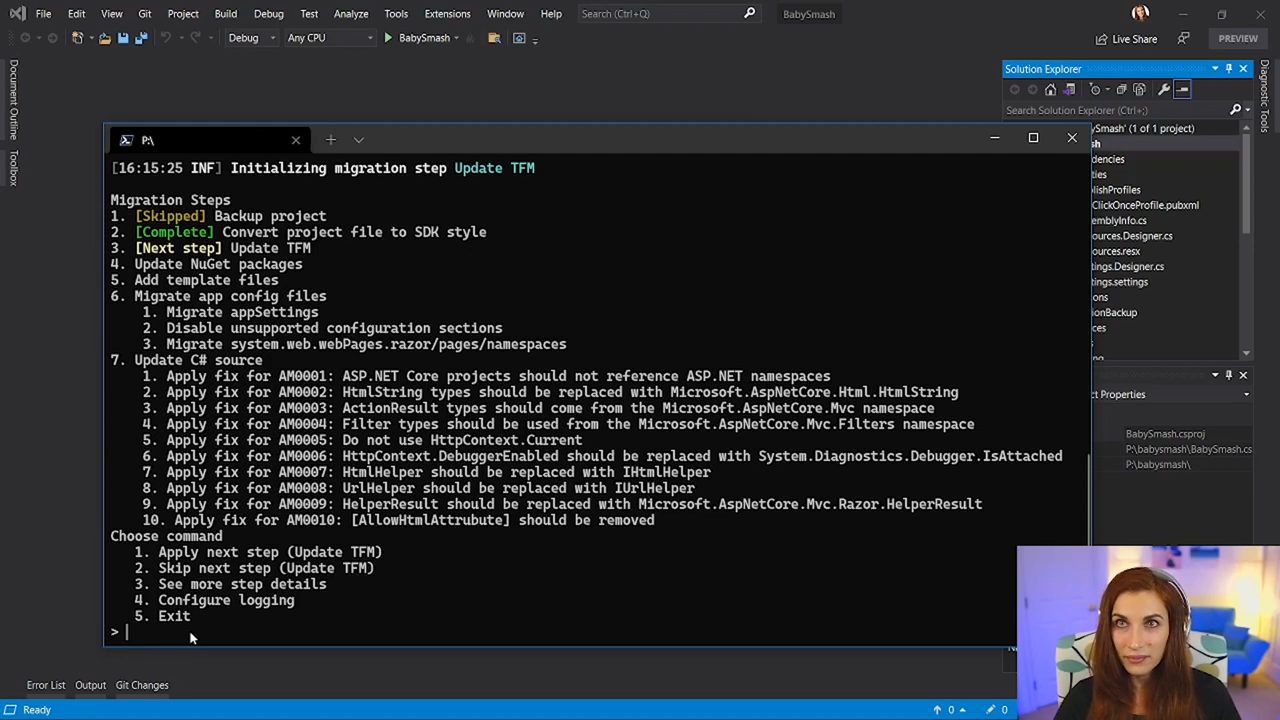 File Edit View Git Project Build Debug Test Analyze Tools Extensions Window Help Search (Ctrl+Q) BabySmash
Debug Any CPU BabySmash Live Share PREVIEW
Document Outline
Toolbox
Solution Explorer
Search Solution Explorer (Ctrl+;)
ySmash' (1 of 1 project)
sh
ndencies
ties
lishProfiles
ClickOnceProfile.pubxml
ssemblyInfo.cs
sources.Designer.cs
sources.resx
tings.Designer.cs
tings.settings
ions
ionBackup
rces
Diagnostic Tools
ct Properties
BabySmash.csproj
P:\babysmash\BabySmash.cs
P:\babysmash\
P:\
[16:15:25 INF] Initializing migration step Update TFM
Migration Steps
1. [Skipped] Backup project
2. [Complete] Convert project file to SDK style
3. [Next step] Update TFM
4. Update NuGet packages
5. Add template files
6. Migrate app config files
1. Migrate appSettings
2. Disable unsupported configuration sections
3. Migrate system.web.webPages.razor/pages/namespaces
7. Update C# source
1. Apply fix for AM0001: ASP.NET Core projects should not reference ASP.NET namespaces
2. Apply fix for AM0002: HtmlString types should be replaced with Microsoft.AspNetCore.Html.HtmlString
3. Apply fix for AM0003: ActionResult types should come from the Microsoft.AspNetCore.Mvc namespace
4. Apply fix for AM0004: Filter types should be used from the Microsoft.AspNetCore.Mvc.Filters namespace
5. Apply fix for AM0005: Do not use HttpContext.Current
6. Apply fix for AM0006: HttpContext.DebuggerEnabled should be replaced with System.Diagnostics.Debugger.IsAttached
7. Apply fix for AM0007: HtmlHelper should be replaced with IHtmlHelper
8. Apply fix for AM0008: UrlHelper should be replaced with IUrlHelper
9. Apply fix for AM0009: HelperResult should be replaced with Microsoft.AspNetCore.Mvc.Razor.HelperResult
10. Apply fix for AM0010: [AllowHtmlAttrubute] should be removed
Choose command
1. Apply next step (Update TFM)
2. Skip next step (Update TFM)
3. See more step details
4. Configure logging
5. Exit
>
Error List Output Git Changes
Ready 0 0